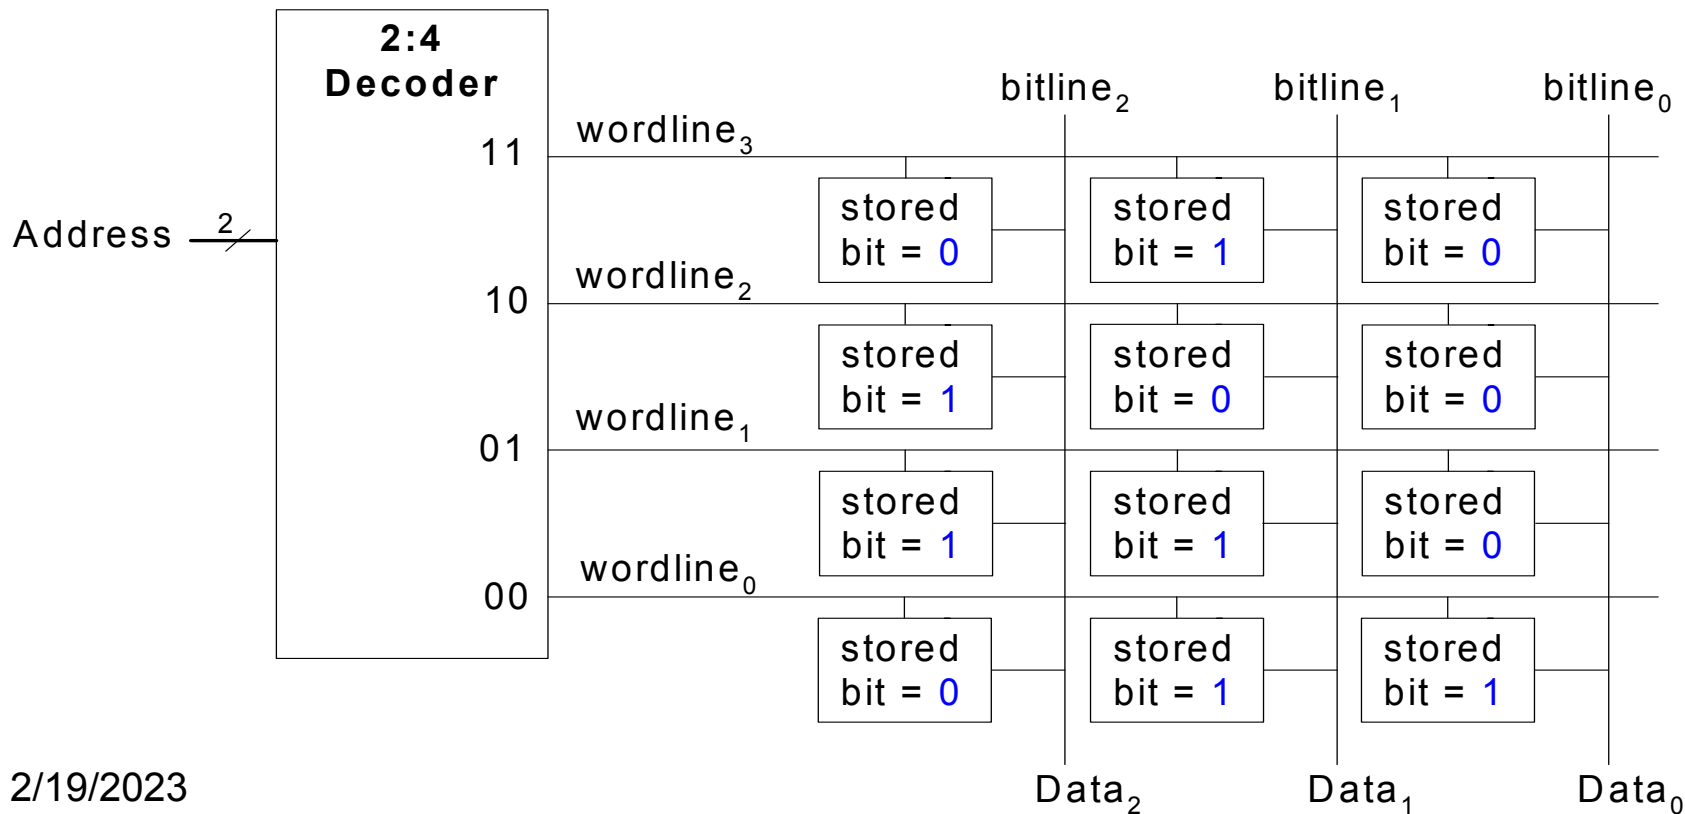 2:4
Decoder
bitline₂ bitline₁ bitline₀
wordline₃
11
stored stored stored
bit = 0 bit = 1 bit = 0
Address 2
wordline₂
10
stored stored stored
bit = 1 bit = 0 bit = 0
wordline₁
01
stored stored stored
bit = 1 bit = 1 bit = 0
wordline₀
00
stored stored stored
bit = 0 bit = 1 bit = 1
2/19/2023 Data₂ Data₁ Data₀